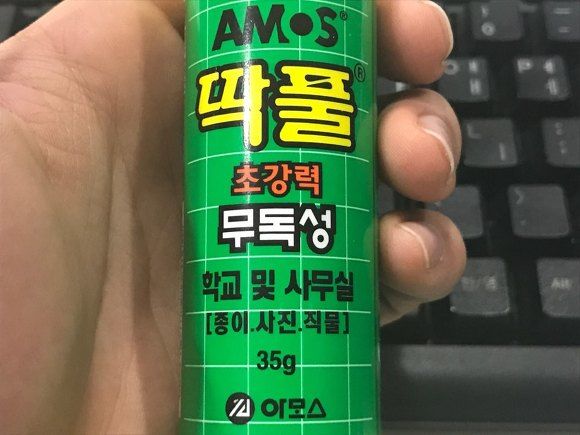 AMOS®
딱풀®
초강력
무독성
학교 및 사무실
[종이.사진.직물]
35g
아모스